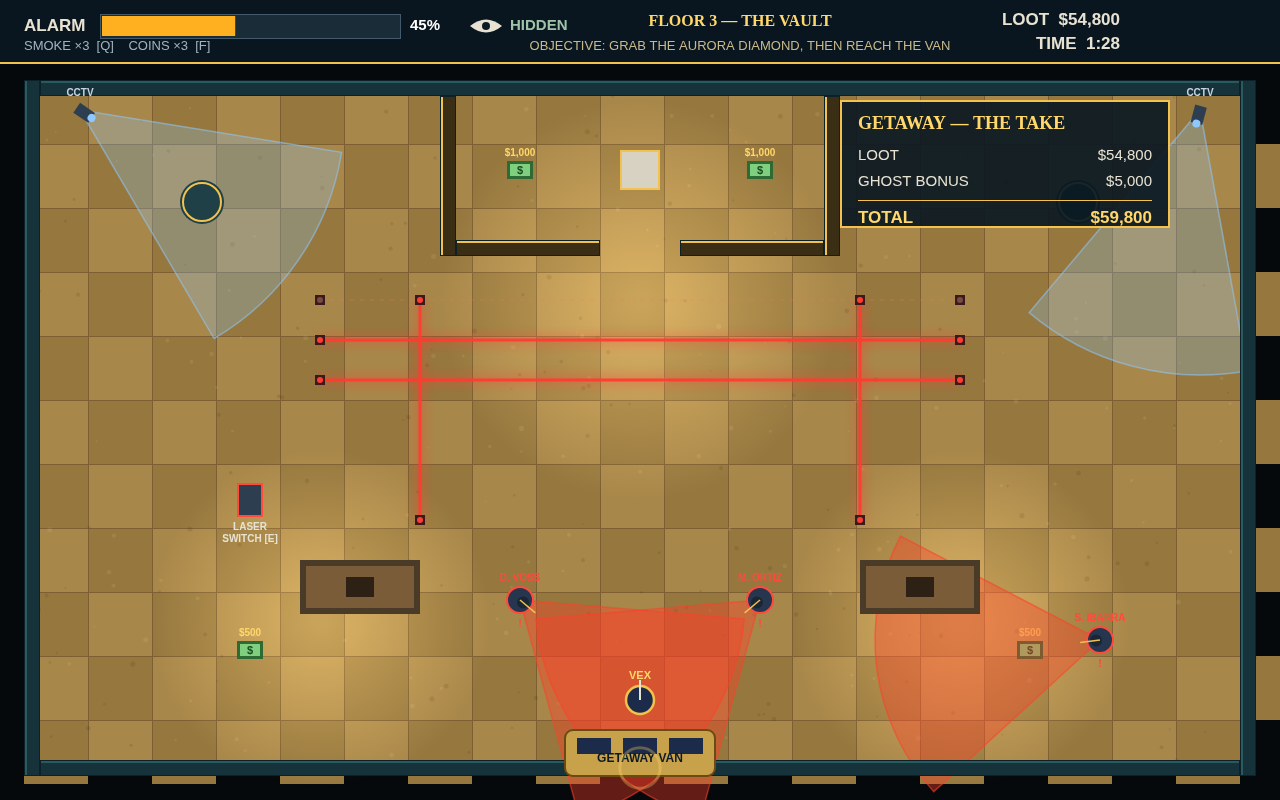 ALARM
45%
HIDDEN
FLOOR 3 — THE VAULT
LOOT $54,800
SMOKE ×3 [Q] COINS ×3 [F]
OBJECTIVE: GRAB THE AURORA DIAMOND, THEN REACH THE VAN
TIME 1:28
CCTV
CCTV
GETAWAY — THE TAKE
LOOT $54,800
GHOST BONUS $5,000
TOTAL $59,800
$1,000
$
$1,000
$
LASER
SWITCH [E]
$500
$
$500
$
!
VEX
GETAWAY VAN